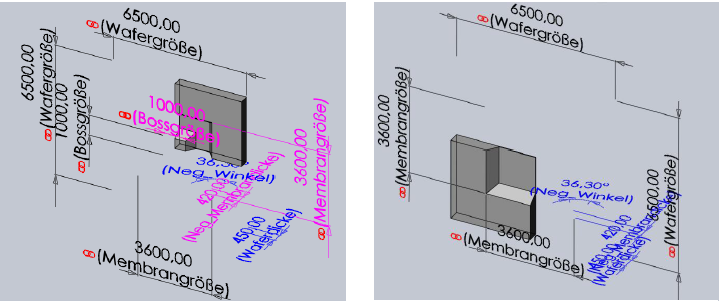 6500,00
(Wafergröße)
6500,00
(Wafergröße)
1000,00
(Bossgröße)
1000,00
(Bossgröße)
3600,00
(Membrangröße)
36,30°
(Neg_Winkel)
420,00
(Neg_Membrandicke)
450,00
(Waferdicke)
3600,00
(Membrangröße)
6500,00
(Wafergröße)
3600,00
(Membrangröße)
36,30°
(Neg_Winkel)
6500,00
(Wafergröße)
420,00
(Neg_Membrandicke)
450,00
(Waferdicke)
3600,00
(Membrangröße)